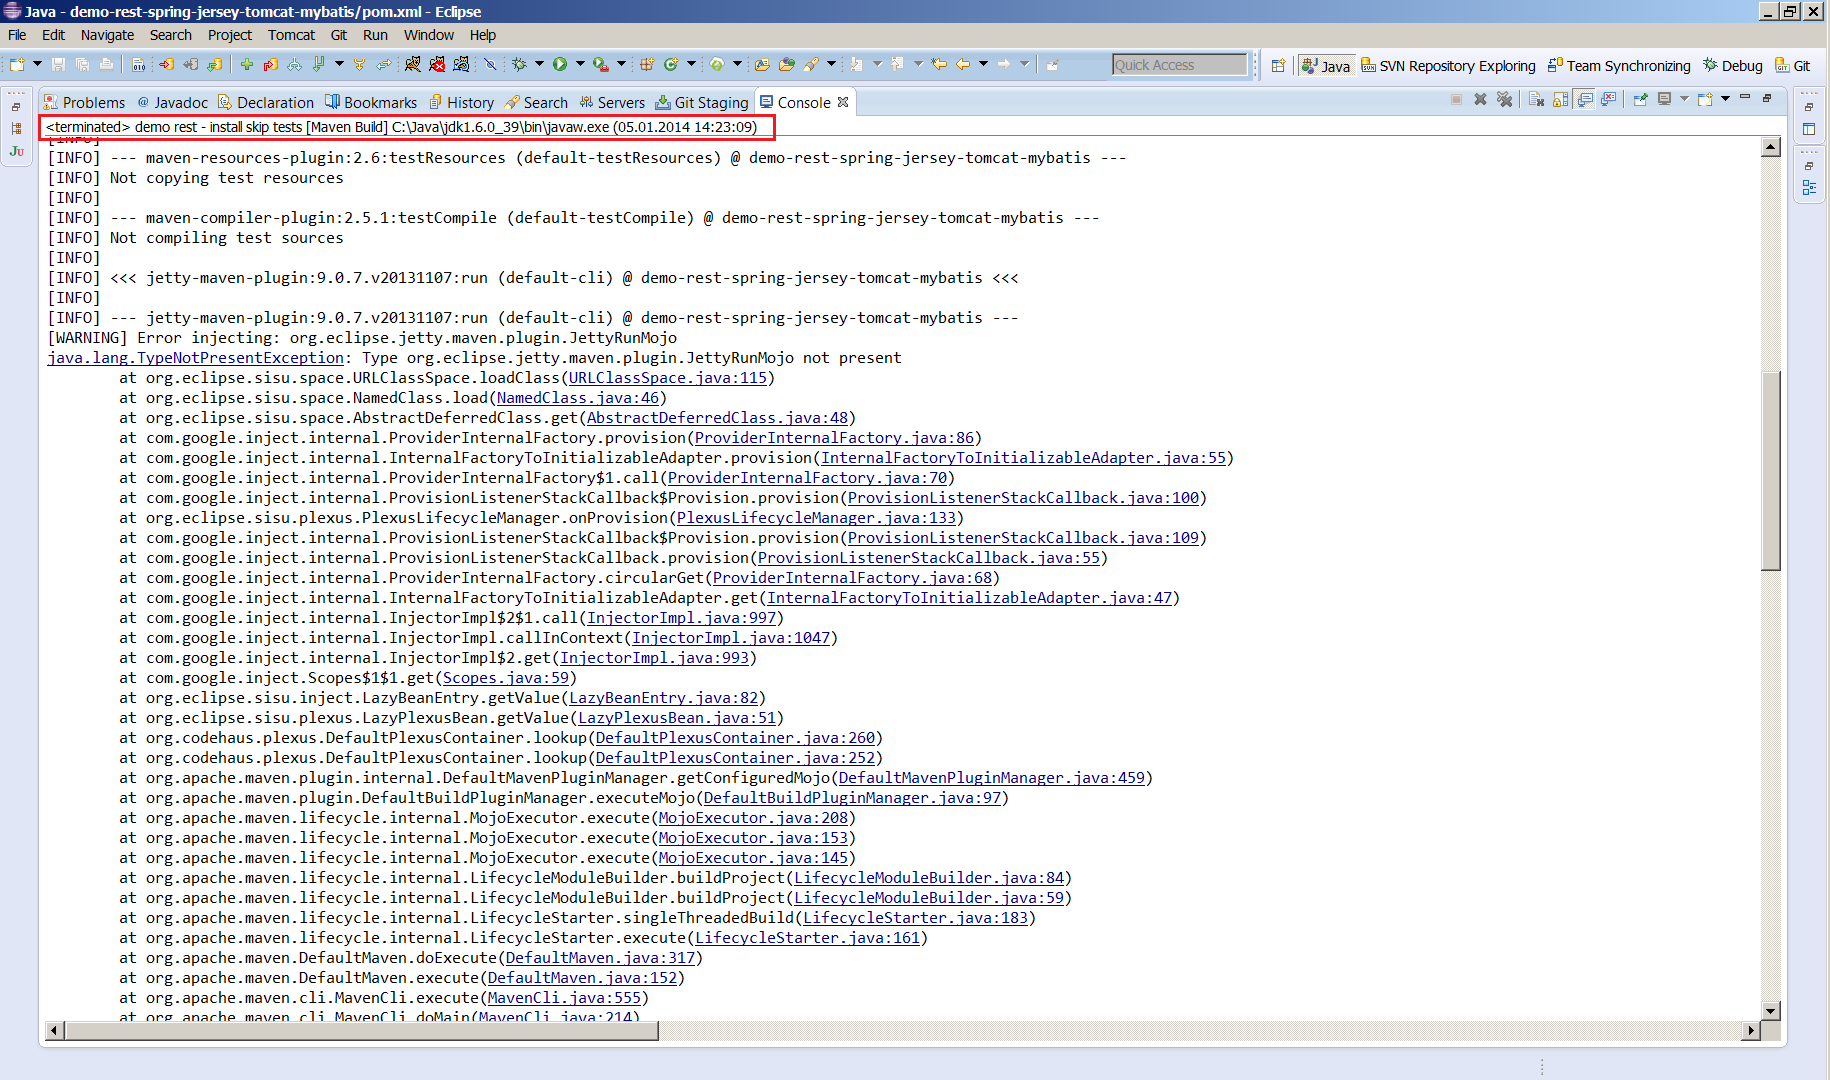 Java - demo-rest-spring-jersey-tomcat-mybatis/pom.xml - Eclipse
File Edit Navigate Search Project Tomcat Git Run Window Help
Quick Access Java SVN Repository Exploring Team Synchronizing Debug Git
Problems @ Javadoc Declaration Bookmarks History Search Servers Git Staging Console
<terminated> demo rest - install skip tests [Maven Build] C:\Java\jdk1.6.0_39\bin\javaw.exe (05.01.2014 14:23:09)
[INFO]
[INFO] --- maven-resources-plugin:2.6:testResources (default-testResources) @ demo-rest-spring-jersey-tomcat-mybatis ---
[INFO] Not copying test resources
[INFO]
[INFO] --- maven-compiler-plugin:2.5.1:testCompile (default-testCompile) @ demo-rest-spring-jersey-tomcat-mybatis ---
[INFO] Not compiling test sources
[INFO]
[INFO] <<< jetty-maven-plugin:9.0.7.v20131107:run (default-cli) @ demo-rest-spring-jersey-tomcat-mybatis <<<
[INFO]
[INFO] --- jetty-maven-plugin:9.0.7.v20131107:run (default-cli) @ demo-rest-spring-jersey-tomcat-mybatis ---
[WARNING] Error injecting: org.eclipse.jetty.maven.plugin.JettyRunMojo
java.lang.TypeNotPresentException: Type org.eclipse.jetty.maven.plugin.JettyRunMojo not present
at org.eclipse.sisu.space.URLClassSpace.loadClass(URLClassSpace.java:115)
at org.eclipse.sisu.space.NamedClass.load(NamedClass.java:46)
at org.eclipse.sisu.space.AbstractDeferredClass.get(AbstractDeferredClass.java:48)
at com.google.inject.internal.ProviderInternalFactory.provision(ProviderInternalFactory.java:86)
at com.google.inject.internal.InternalFactoryToInitializableAdapter.provision(InternalFactoryToInitializableAdapter.java:55)
at com.google.inject.internal.ProviderInternalFactory$1.call(ProviderInternalFactory.java:70)
at com.google.inject.internal.ProvisionListenerStackCallback$Provision.provision(ProvisionListenerStackCallback.java:100)
at org.eclipse.sisu.plexus.PlexusLifecycleManager.onProvision(PlexusLifecycleManager.java:133)
at com.google.inject.internal.ProvisionListenerStackCallback$Provision.provision(ProvisionListenerStackCallback.java:109)
at com.google.inject.internal.ProvisionListenerStackCallback.provision(ProvisionListenerStackCallback.java:55)
at com.google.inject.internal.ProviderInternalFactory.circularGet(ProviderInternalFactory.java:68)
at com.google.inject.internal.InternalFactoryToInitializableAdapter.get(InternalFactoryToInitializableAdapter.java:47)
at com.google.inject.internal.InjectorImpl$2$1.call(InjectorImpl.java:997)
at com.google.inject.internal.InjectorImpl.callInContext(InjectorImpl.java:1047)
at com.google.inject.internal.InjectorImpl$2.get(InjectorImpl.java:993)
at com.google.inject.Scopes$1$1.get(Scopes.java:59)
at org.eclipse.sisu.inject.LazyBeanEntry.getValue(LazyBeanEntry.java:82)
at org.eclipse.sisu.plexus.LazyPlexusBean.getValue(LazyPlexusBean.java:51)
at org.codehaus.plexus.DefaultPlexusContainer.lookup(DefaultPlexusContainer.java:260)
at org.codehaus.plexus.DefaultPlexusContainer.lookup(DefaultPlexusContainer.java:252)
at org.apache.maven.plugin.internal.DefaultMavenPluginManager.getConfiguredMojo(DefaultMavenPluginManager.java:459)
at org.apache.maven.plugin.DefaultBuildPluginManager.executeMojo(DefaultBuildPluginManager.java:97)
at org.apache.maven.lifecycle.internal.MojoExecutor.execute(MojoExecutor.java:208)
at org.apache.maven.lifecycle.internal.MojoExecutor.execute(MojoExecutor.java:153)
at org.apache.maven.lifecycle.internal.MojoExecutor.execute(MojoExecutor.java:145)
at org.apache.maven.lifecycle.internal.LifecycleModuleBuilder.buildProject(LifecycleModuleBuilder.java:84)
at org.apache.maven.lifecycle.internal.LifecycleModuleBuilder.buildProject(LifecycleModuleBuilder.java:59)
at org.apache.maven.lifecycle.internal.LifecycleStarter.singleThreadedBuild(LifecycleStarter.java:183)
at org.apache.maven.lifecycle.internal.LifecycleStarter.execute(LifecycleStarter.java:161)
at org.apache.maven.DefaultMaven.doExecute(DefaultMaven.java:317)
at org.apache.maven.DefaultMaven.execute(DefaultMaven.java:152)
at org.apache.maven.cli.MavenCli.execute(MavenCli.java:555)
at org.apache.maven.cli.MavenCli.doMain(MavenCli.java:214)